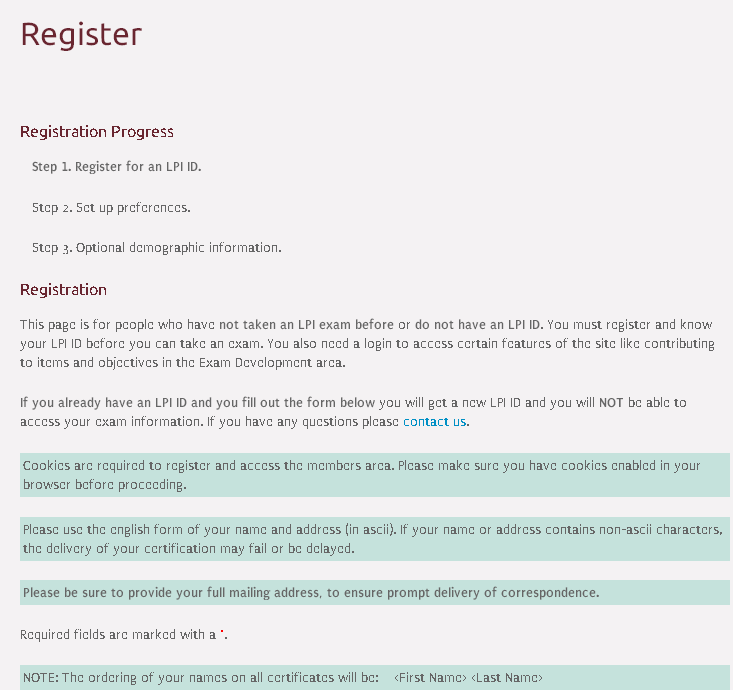 Register
Registration Progress
Step 1. Register for an LPI ID.
Step 2. Set up preferences.
Step 3. Optional demographic information.
Registration
This page is for people who have not taken an LPI exam before or do not have an LPI ID. You must register and know
your LPI ID before you can take an exam. You also need a login to access certain features of the site like contributing
to items and objectives in the Exam Development area.
If you already have an LPI ID and you fill out the form below you will get a new LPI ID and you will NOT be able to
access your exam information. If you have any questions please contact us.
Cookies are required to register and access the members area. Please make sure you have cookies enabled in your
browser before proceeding.
Please use the english form of your name and address (in ascii). If your name or address contains non-ascii characters,
the delivery of your certification may fail or be delayed.
Please be sure to provide your full mailing address, to ensure prompt delivery of correspondence.
Required fields are marked with a *.
NOTE: The ordering of your names on all certificates will be: <First Name> <Last Name>